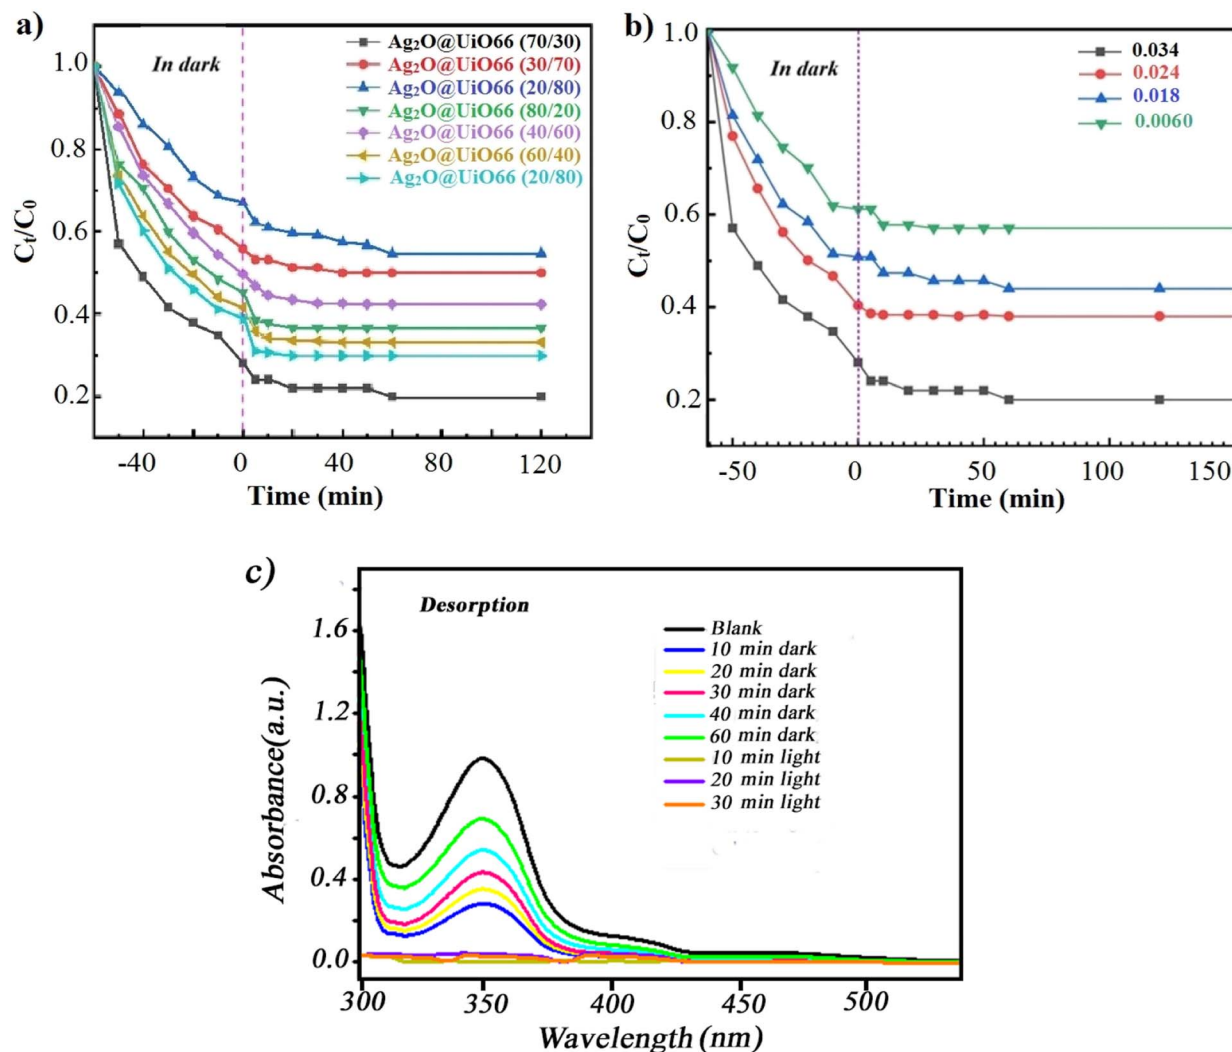 a)
In dark
Ag₂O@UiO66 (70/30)
Ag₂O@UiO66 (30/70)
Ag₂O@UiO66 (20/80)
Ag₂O@UiO66 (80/20)
Ag₂O@UiO66 (40/60)
Ag₂O@UiO66 (60/40)
Ag₂O@UiO66 (20/80)
Cₜ/C₀
1.0
0.8
0.6
0.4
0.2
-40 0 40 80 120
Time (min)
b)
In dark
0.034
0.024
0.018
0.0060
Cₜ/C₀
1.0
0.8
0.6
0.4
0.2
-50 0 50 100 150
Time (min)
c)
Desorption
Blank
10 min dark
20 min dark
30 min dark
40 min dark
60 min dark
10 min light
20 min light
30 min light
Absorbance(a.u.)
1.6
1.2
0.8
0.4
0.0
300 350 400 450 500
Wavelength (nm)